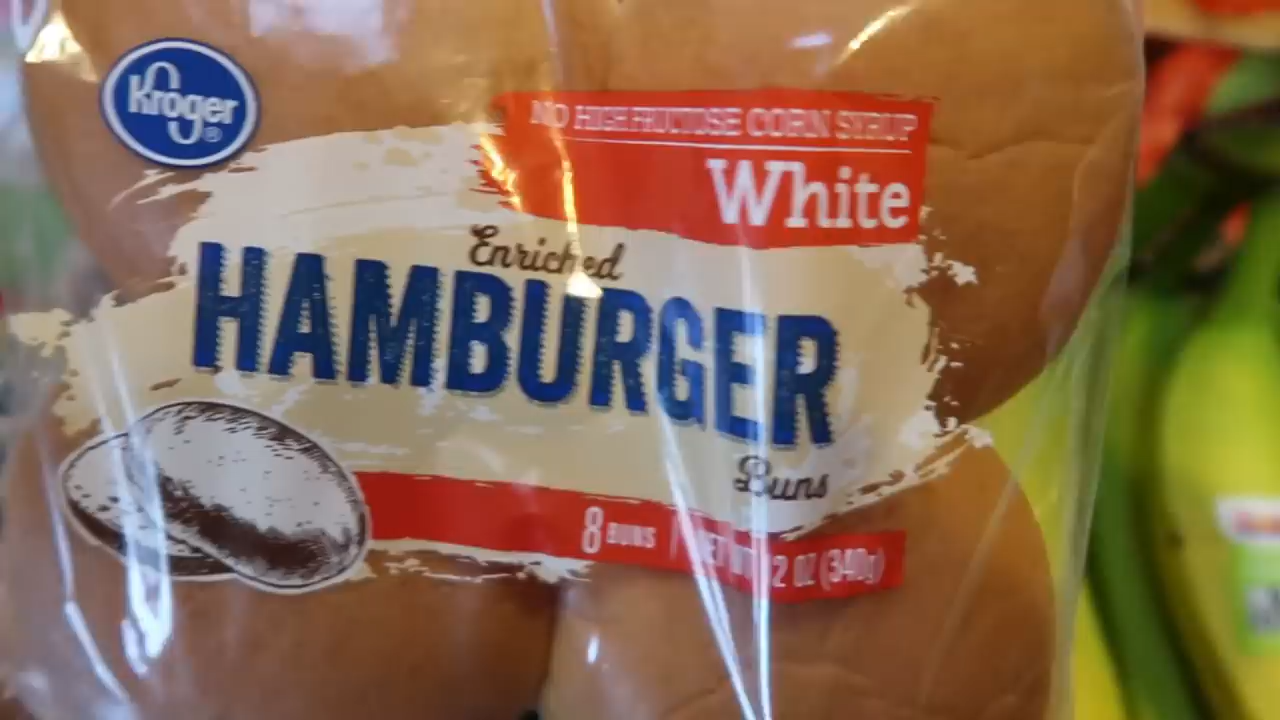 Kroger®
NO HIGH FRUCTOSE CORN SYRUP
White
Enriched
HAMBURGER
Buns
8 BUNS | NET WT 12 OZ (340g)